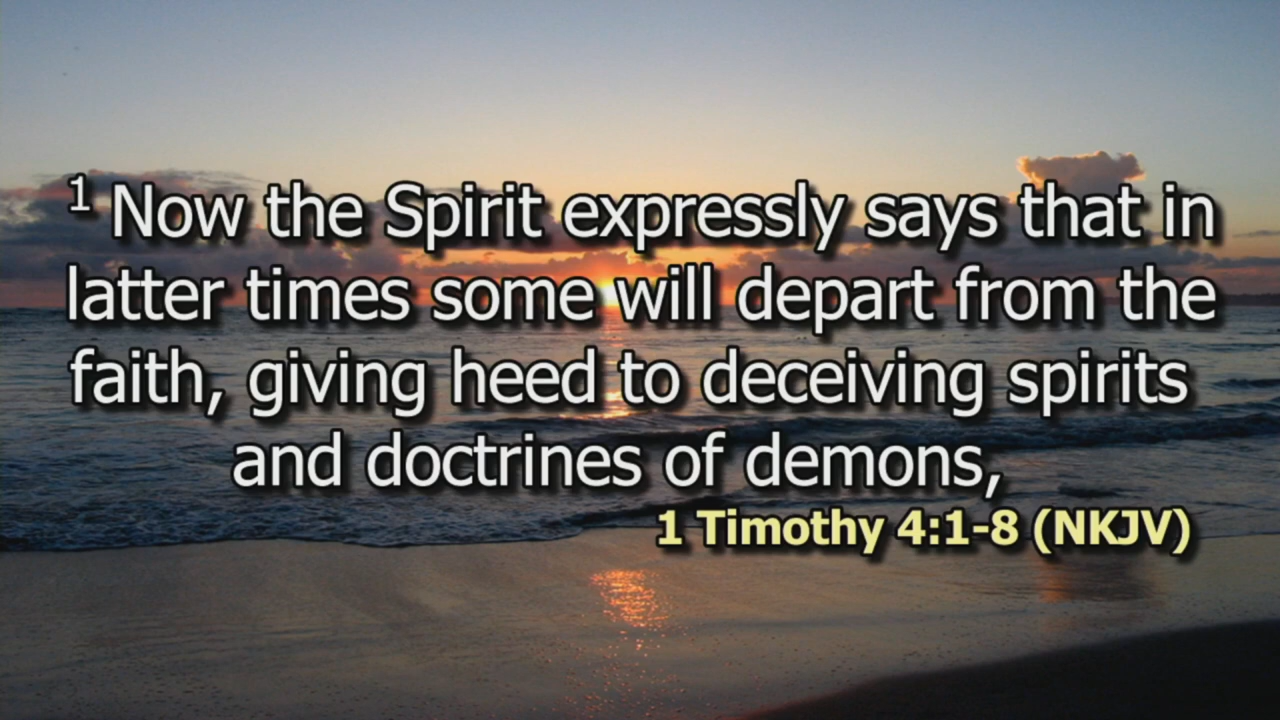 1 Now the Spirit expressly says that in
latter times some will depart from the
faith, giving heed to deceiving spirits
and doctrines of demons,
1 Timothy 4:1-8 (NKJV)